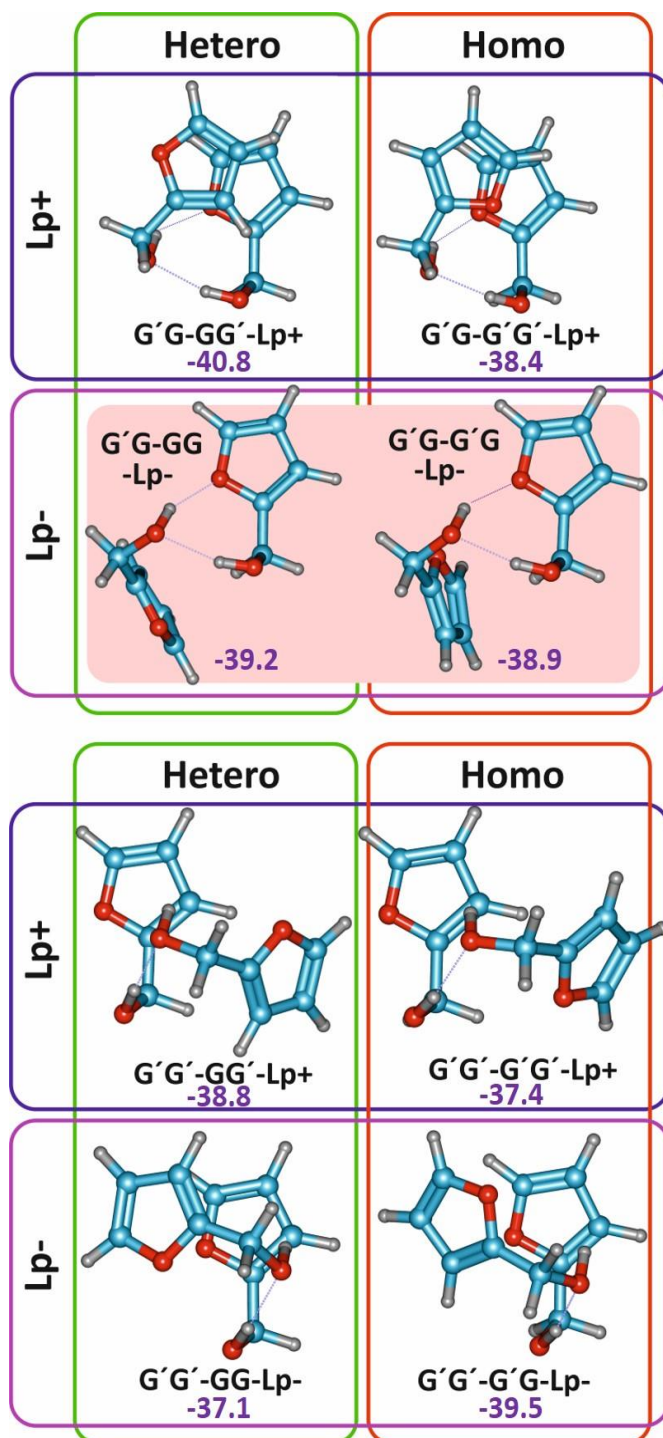 Hetero Homo
Lp+
G´G-GG´-Lp+ G´G-G´G´-Lp+
-40.8 -38.4
Lp-
G´G-GG G´G-G´G
-Lp- -Lp-
-39.2 -38.9
Hetero Homo
Lp+
G´G´-GG´-Lp+ G´G´-G´G´-Lp+
-38.8 -37.4
Lp-
G´G´-GG-Lp- G´G´-G´G-Lp-
-37.1 -39.5